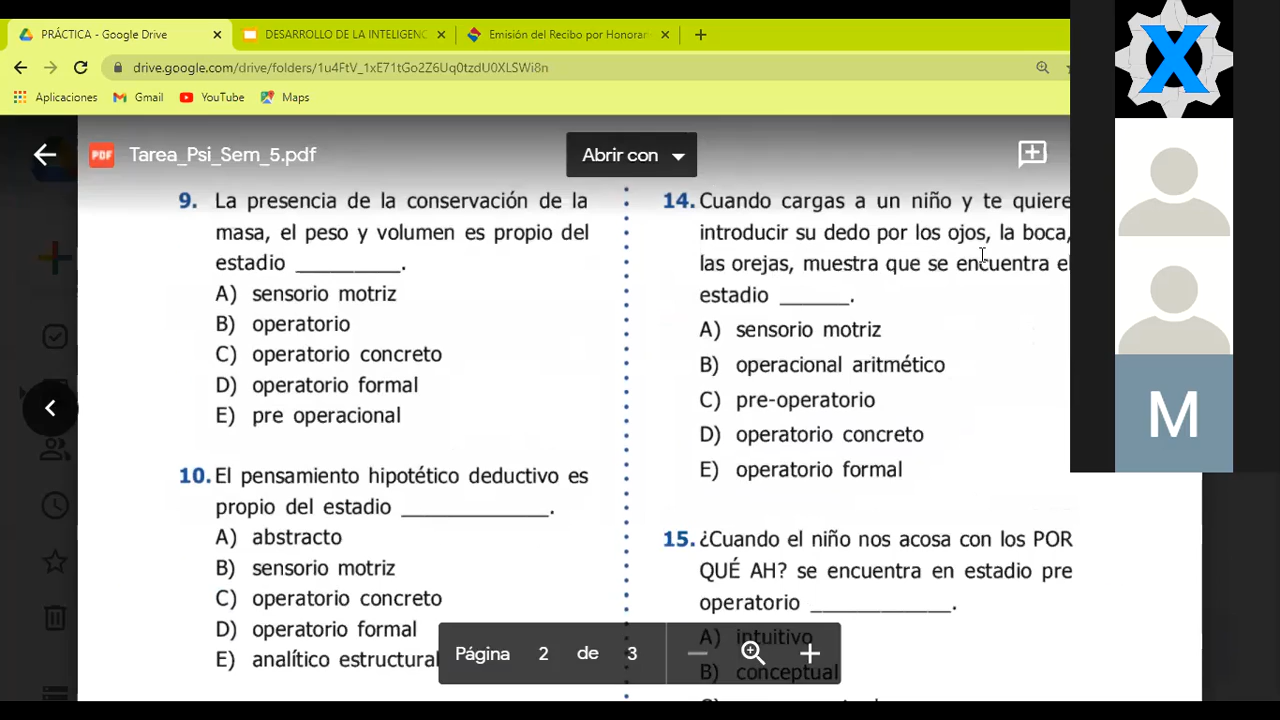 PRÁCTICA - Google Drive
DESARROLLO DE LA INTELIGENC
Emisión del Recibo por Honorar
drive.google.com/drive/folders/1u4FtV_1xE71tGo2Z6Uq0tzdU0XLSWi8n
Aplicaciones
Gmail
YouTube
Maps
PDF
Tarea_Psi_Sem_5.pdf
Abrir con
9. La presencia de la conservación de la
masa, el peso y volumen es propio del
estadio _________.
A) sensorio motriz
B) operatorio
C) operatorio concreto
D) operatorio formal
E) pre operacional
10. El pensamiento hipotético deductivo es
propio del estadio _____________.
A) abstracto
B) sensorio motriz
C) operatorio concreto
D) operatorio formal
E) analítico estructural
14. Cuando cargas a un niño y te quiere
introducir su dedo por los ojos, la boca,
las orejas, muestra que se encuentra el
estadio ______.
A) sensorio motriz
B) operacional aritmético
C) pre-operatorio
D) operatorio concreto
E) operatorio formal
15. ¿Cuando el niño nos acosa con los POR
QUÉ AH? se encuentra en estadio pre
operatorio ____________.
A) intuitivo
B) conceptual
Página 2 de 3
X
M